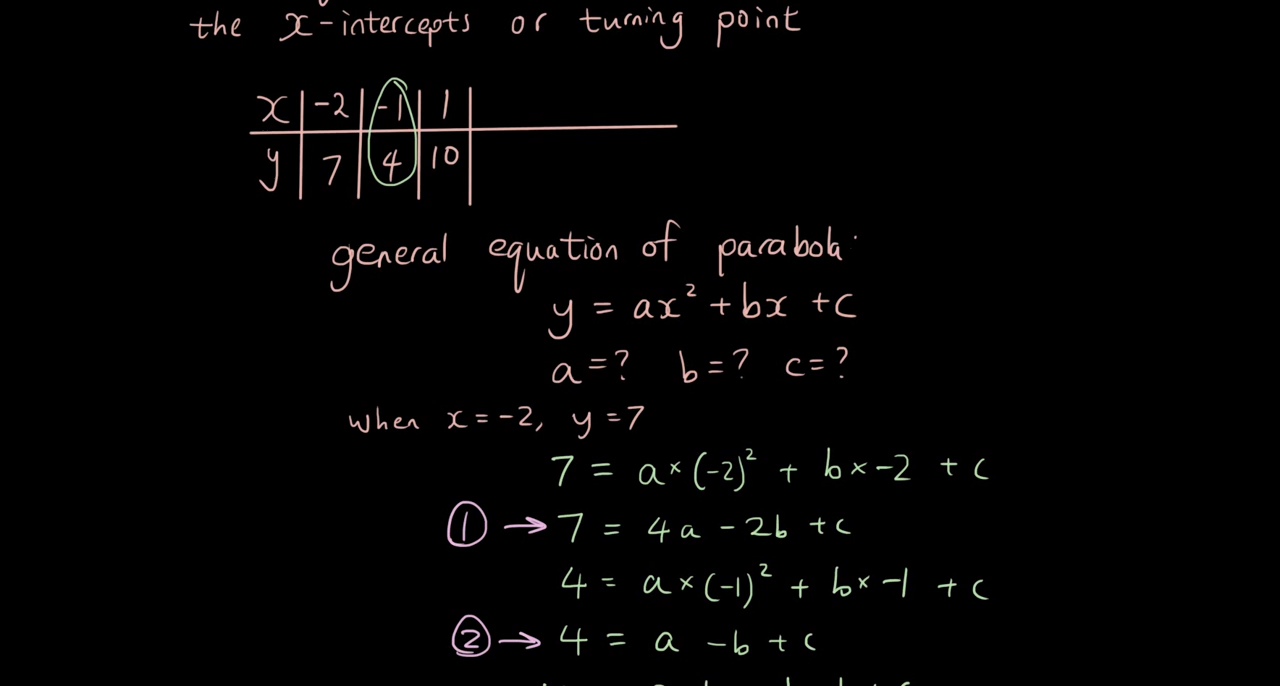 the x-intercepts or turning point
x | -2 | -1 | 1 |
y | 7 | 4 | 10 |
general equation of parabola:
y = ax² + bx + c
a = ? b = ? c = ?
when x = -2, y = 7
7 = a × (-2)² + b × -2 + c
① → 7 = 4a - 2b + c
4 = a × (-1)² + b × -1 + c
② → 4 = a - b + c